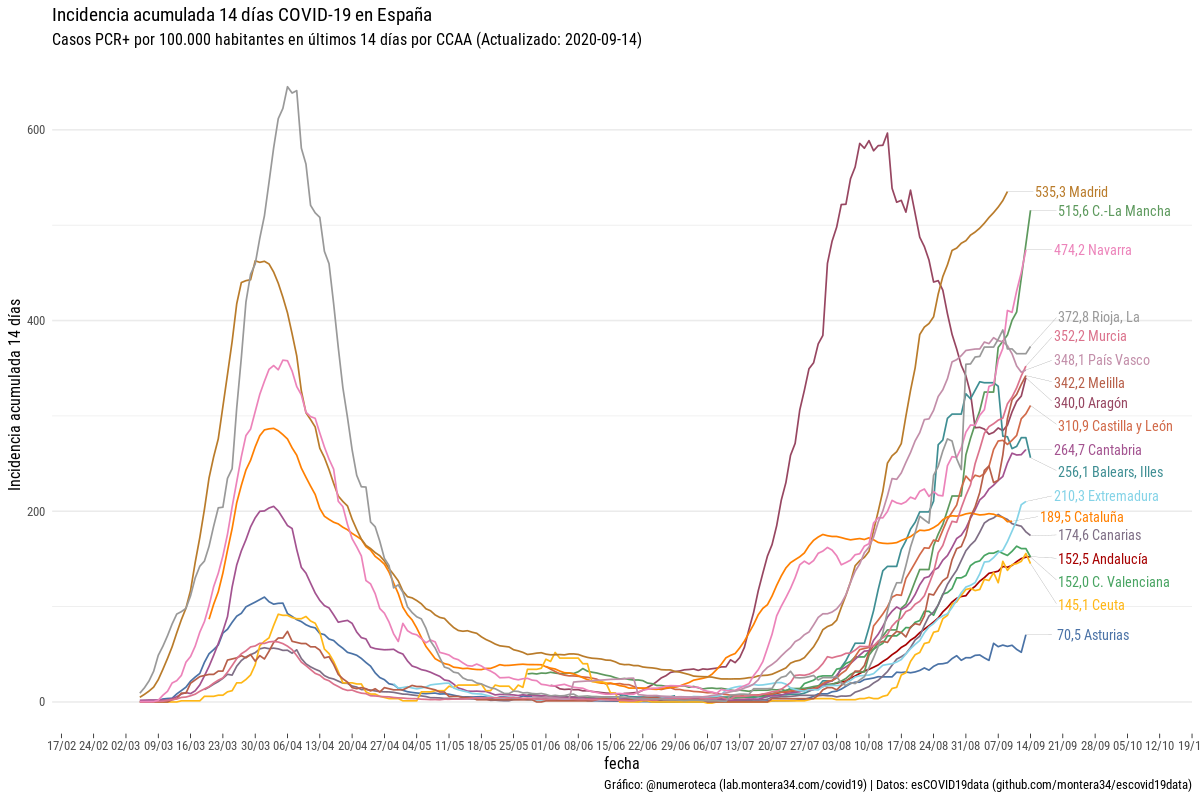 Incidencia acumulada 14 días COVID-19 en España
Casos PCR+ por 100.000 habitantes en últimos 14 días por CCAA (Actualizado: 2020-09-14)
Incidencia acumulada 14 días
600
400
200
0
535,3 Madrid
515,6 C.-La Mancha
474,2 Navarra
372,8 Rioja, La
352,2 Murcia
348,1 País Vasco
342,2 Melilla
340,0 Aragón
310,9 Castilla y León
264,7 Cantabria
256,1 Balears, Illes
210,3 Extremadura
189,5 Cataluña
174,6 Canarias
152,5 Andalucía
152,0 C. Valenciana
145,1 Ceuta
70,5 Asturias
17/02 24/02 02/03 09/03 16/03 23/03 30/03 06/04 13/04 20/04 27/04 04/05 11/05 18/05 25/05 01/06 08/06 15/06 22/06 29/06 06/07 13/07 20/07 27/07 03/08 10/08 17/08 24/08 31/08 07/09 14/09 21/09 28/09 05/10 12/10 19/1
fecha
Gráfico: @numeroteca (lab.montera34.com/covid19) | Datos: esCOVID19data (github.com/montera34/escovid19data)